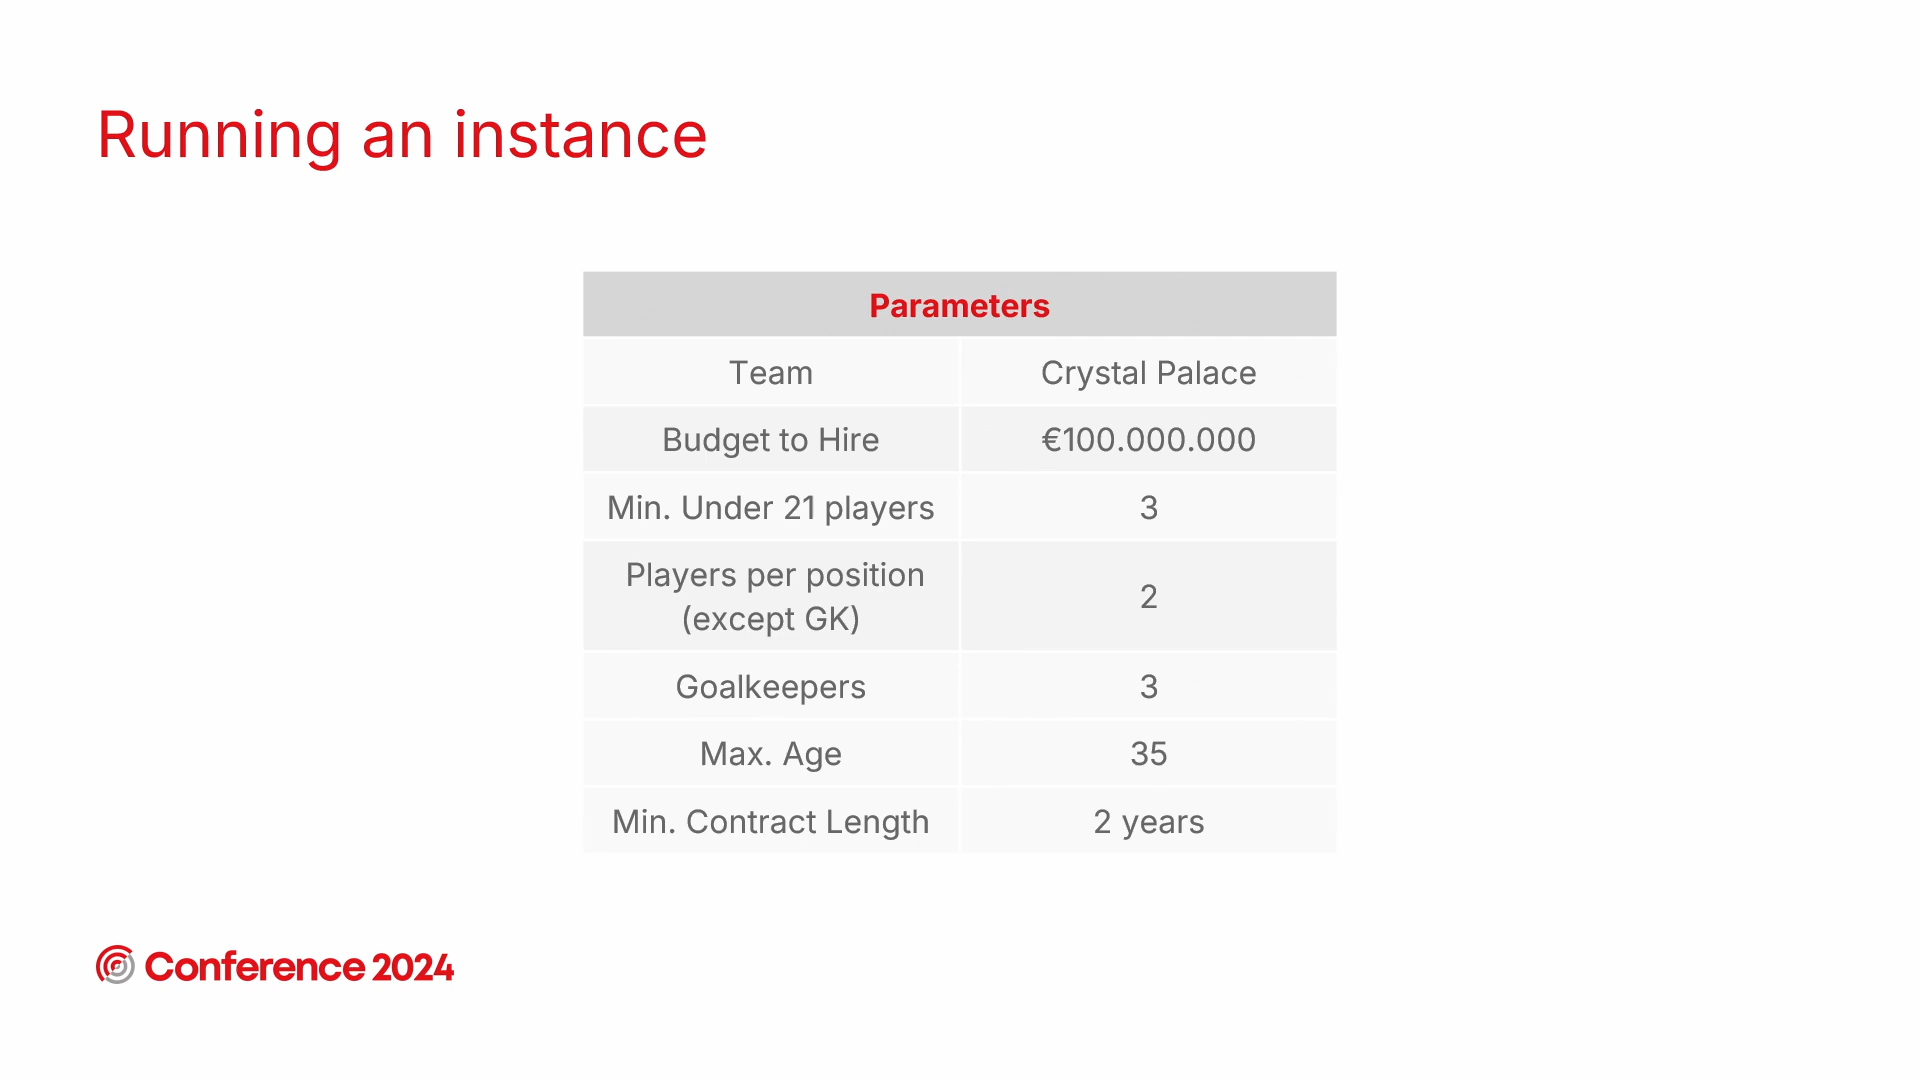 Running an instance
Parameters
Team Crystal Palace
Budget to Hire €100.000.000
Min. Under 21 players 3
Players per position
(except GK) 2
Goalkeepers 3
Max. Age 35
Min. Contract Length 2 years
Conference 2024